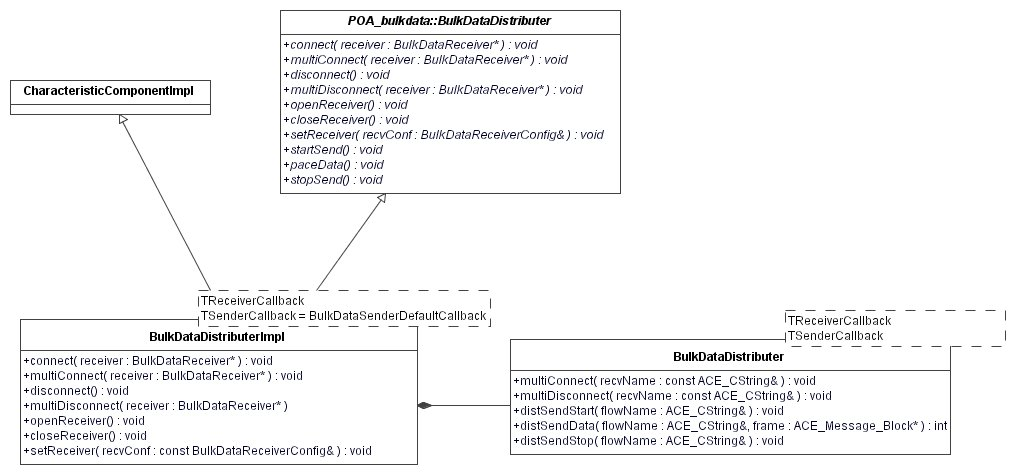 POA_bulkdata::BulkDataDistributer
+connect( receiver : BulkDataReceiver* ) : void
+multiConnect( receiver : BulkDataReceiver* ) : void
+disconnect() : void
+multiDisconnect( receiver : BulkDataReceiver* ) : void
+openReceiver() : void
+closeReceiver() : void
+setReceiver( recvConf : BulkDataReceiverConfig& ) : void
+startSend() : void
+paceData() : void
+stopSend() : void
CharacteristicComponentImpl
TReceiverCallback
TSenderCallback = BulkDataSenderDefaultCallback
BulkDataDistributerImpl
+connect( receiver : BulkDataReceiver* ) : void
+multiConnect( receiver : BulkDataReceiver* ) : void
+disconnect() : void
+multiDisconnect( receiver : BulkDataReceiver* )
+openReceiver() : void
+closeReceiver() : void
+setReceiver( recvConf : const BulkDataReceiverConfig& ) : void
TReceiverCallback
TSenderCallback
BulkDataDistributer
+multiConnect( recvName : const ACE_CString& ) : void
+multiDisconnect( recvName : const ACE_CString& ) : void
+distSendStart( flowName : ACE_CString& ) : void
+distSendData( flowName : ACE_CString&, frame : ACE_Message_Block* ) : int
+distSendStop( flowName : ACE_CString& ) : void